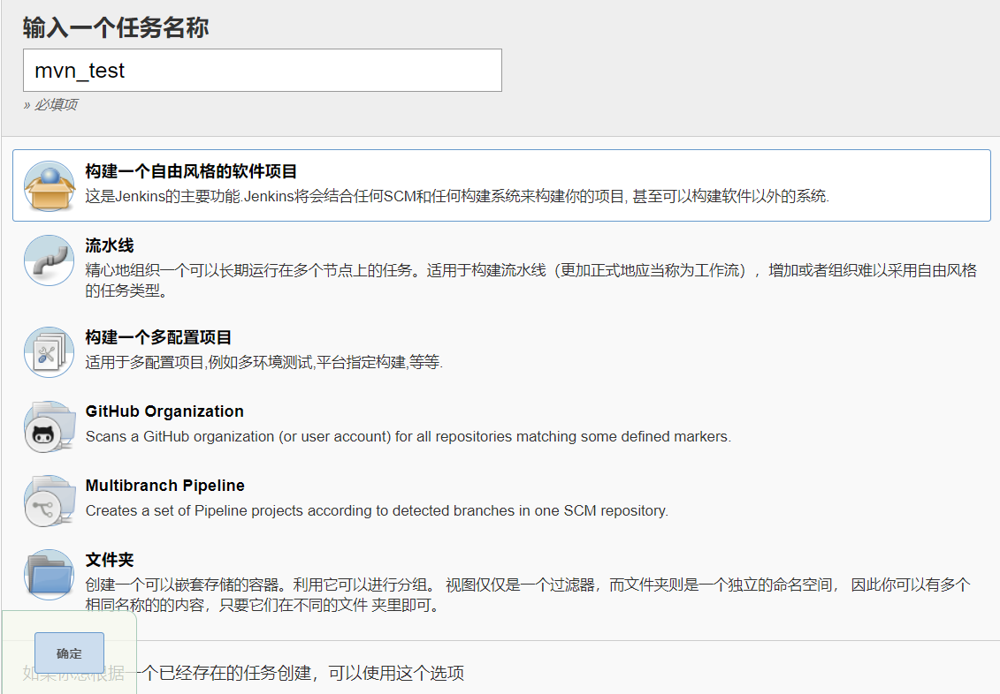 输入一个任务名称
mvn_test
» 必填项
构建一个自由风格的软件项目
这是Jenkins的主要功能.Jenkins将会结合任何SCM和任何构建系统来构建你的项目, 甚至可以构建软件以外的系统.
流水线
精心地组织一个可以长期运行在多个节点上的任务。适用于构建流水线（更加正式地应当称为工作流），增加或者组织难以采用自由风格
的任务类型。
构建一个多配置项目
适用于多配置项目,例如多环境测试,平台指定构建,等等.
GitHub Organization
Scans a GitHub organization (or user account) for all repositories matching some defined markers.
Multibranch Pipeline
Creates a set of Pipeline projects according to detected branches in one SCM repository.
文件夹
创建一个可以嵌套存储的容器。利用它可以进行分组。 视图仅仅是一个过滤器，而文件夹则是一个独立的命名空间， 因此你可以有多个
相同名称的的内容，只要它们在不同的文件 夹里即可。
确定
如果你想根据一个已经存在的任务创建，可以使用这个选项